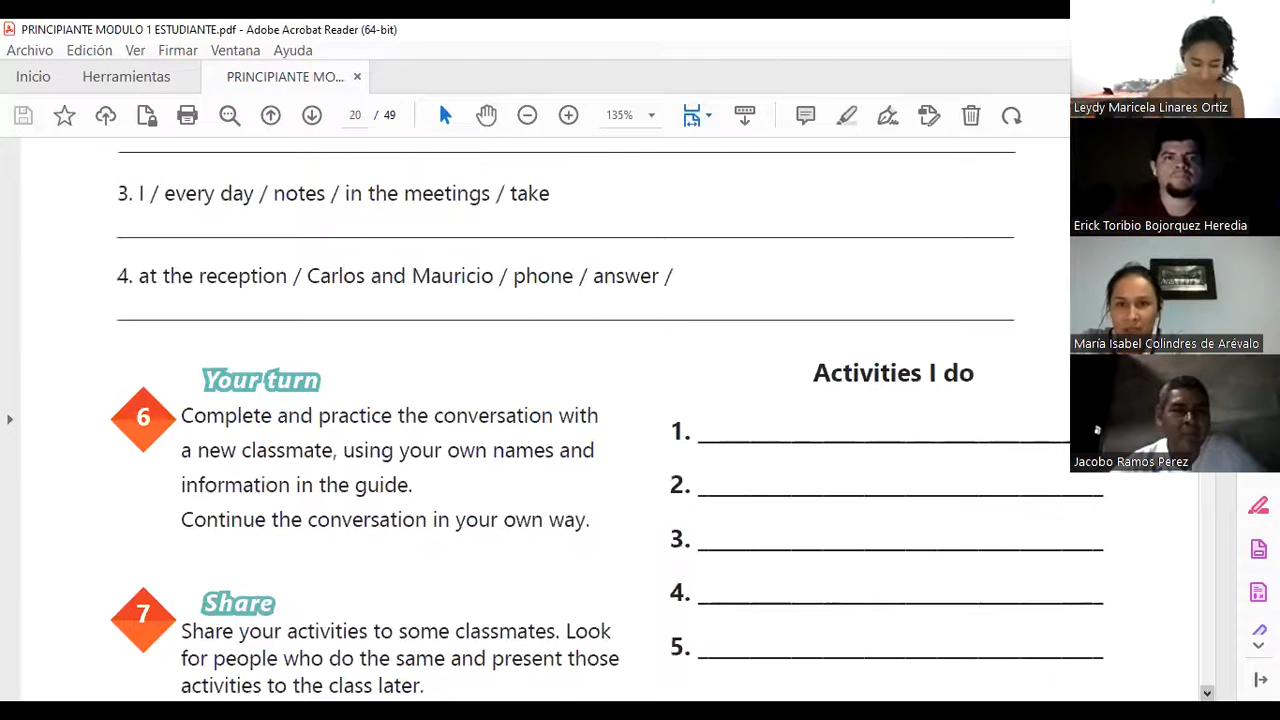 PRINCIPIANTE MODULO 1 ESTUDIANTE.pdf - Adobe Acrobat Reader (64-bit)
Archivo Edición Ver Firmar Ventana Ayuda
Inicio Herramientas PRINCIPIANTE MO... ×
20 / 49 135%
3. I / every day / notes / in the meetings / take
4. at the reception / Carlos and Mauricio / phone / answer /
Your turn
6
Complete and practice the conversation with
a new classmate, using your own names and
information in the guide.
Continue the conversation in your own way.
7
Share
Share your activities to some classmates. Look
for people who do the same and present those
activities to the class later.
Activities I do
1.
2.
3.
4.
5.
Leydy Maricela Linares Ortiz
Erick Toribio Bojorquez Heredia
María Isabel Colindres de Arévalo
Jacobo Ramos Pérez